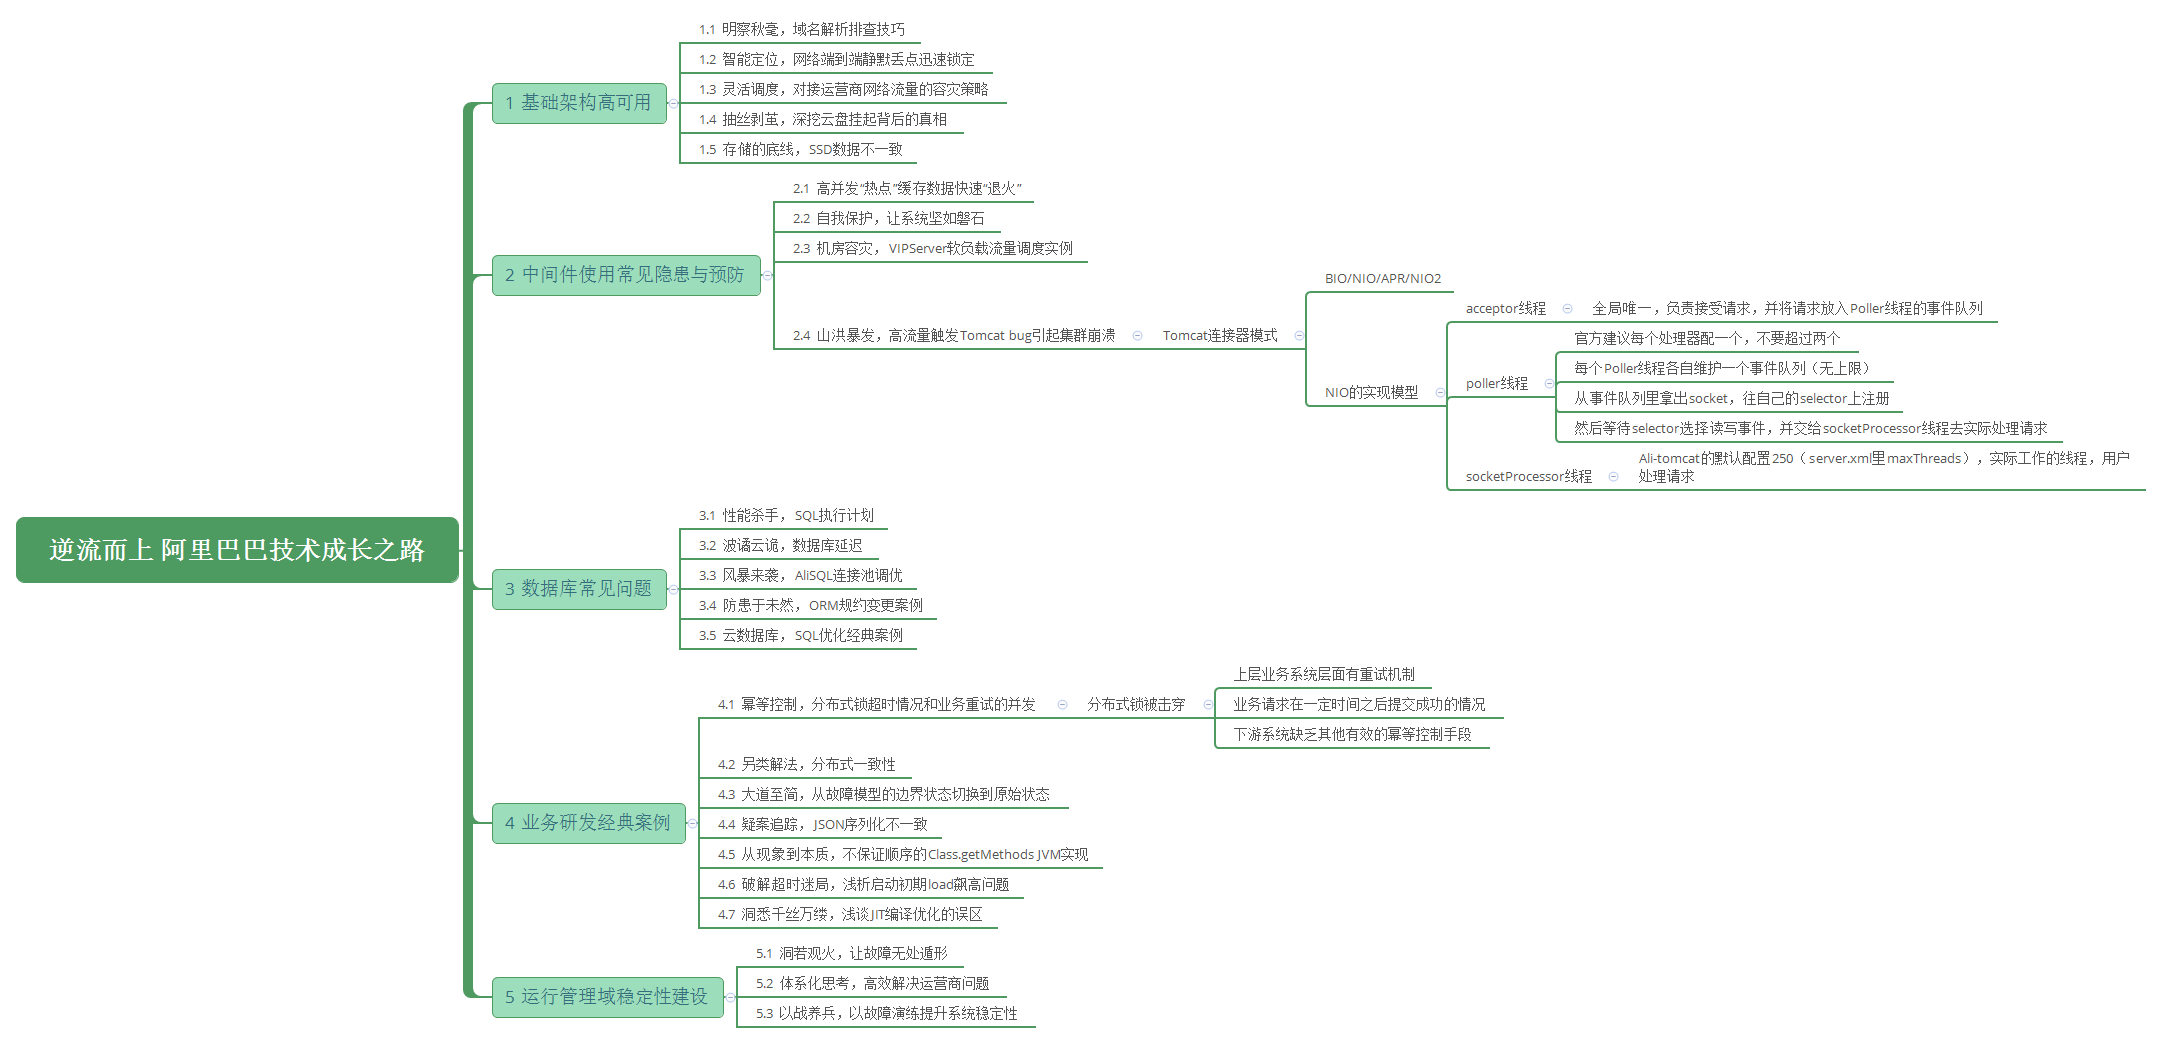 逆流而上 阿里巴巴技术成长之路
1 基础架构高可用
1.1 明察秋毫，域名解析排查技巧
1.2 智能定位，网络端到端静默丢点迅速锁定
1.3 灵活调度，对接运营商网络流量的容灾策略
1.4 抽丝剥茧，深挖云盘挂起背后的真相
1.5 存储的底线，SSD数据不一致
2 中间件使用常见隐患与预防
2.1 高并发“热点”缓存数据快速“退火”
2.2 自我保护，让系统坚如磐石
2.3 机房容灾，VIPServer软负载流量调度实例
2.4 山洪暴发，高流量触发Tomcat bug引起集群崩溃
Tomcat连接器模式
BIO/NIO/APR/NIO2
NIO的实现模型
acceptor线程
全局唯一，负责接受请求，并将请求放入Poller线程的事件队列
poller线程
官方建议每个处理器配一个，不要超过两个
每个Poller线程各自维护一个事件队列（无上限）
从事件队列里拿出socket，往自己的selector上注册
然后等待selector选择读写事件，并交给socketProcessor线程去实际处理请求
socketProcessor线程
Ali-tomcat的默认配置250（server.xml里maxThreads），实际工作的线程，用户
处理请求
3 数据库常见问题
3.1 性能杀手，SQL执行计划
3.2 波谲云诡，数据库延迟
3.3 风暴来袭，AliSQL连接池调优
3.4 防患于未然，ORM规约变更案例
3.5 云数据库，SQL优化经典案例
4 业务研发经典案例
4.1 幂等控制，分布式锁超时情况和业务重试的并发
分布式锁被击穿
上层业务系统层面有重试机制
业务请求在一定时间之后提交成功的情况
下游系统缺乏其他有效的幂等控制手段
4.2 另类解法，分布式一致性
4.3 大道至简，从故障模型的边界状态切换到原始状态
4.4 疑案追踪，JSON序列化不一致
4.5 从现象到本质，不保证顺序的Class.getMethods JVM实现
4.6 破解超时迷局，浅析启动初期load飙高问题
4.7 洞悉千丝万缕，浅谈JIT编译优化的误区
5 运行管理域稳定性建设
5.1 洞若观火，让故障无处遁形
5.2 体系化思考，高效解决运营商问题
5.3 以战养兵，以故障演练提升系统稳定性